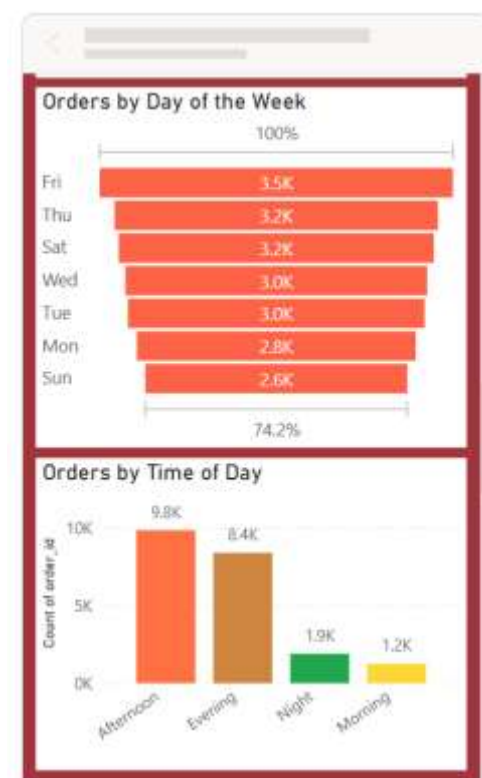 Orders by Day of the Week
100%
Fri 3.5K
Thu 3.2K
Sat 3.2K
Wed 3.0K
Tue 3.0K
Mon 2.8K
Sun 2.6K
74.2%
Orders by Time of Day
Count of order_id
10K
5K
0K
9.8K
8.4K
1.9K
1.2K
Afternoon
Evening
Night
Morning